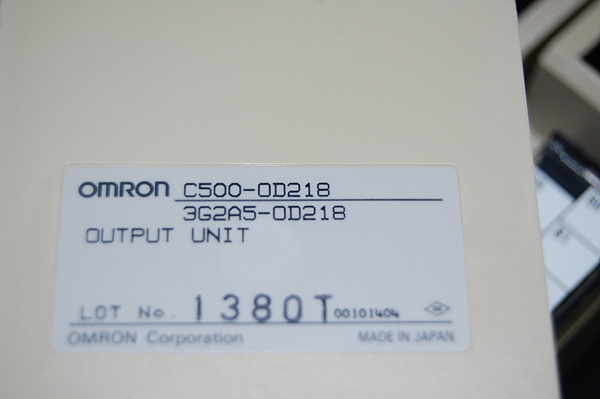 OMRON C500-OD218
3G2A5-OD218
OUTPUT UNIT
LOT No. 1380T 00101404
OMRON Corporation MADE IN JAPAN